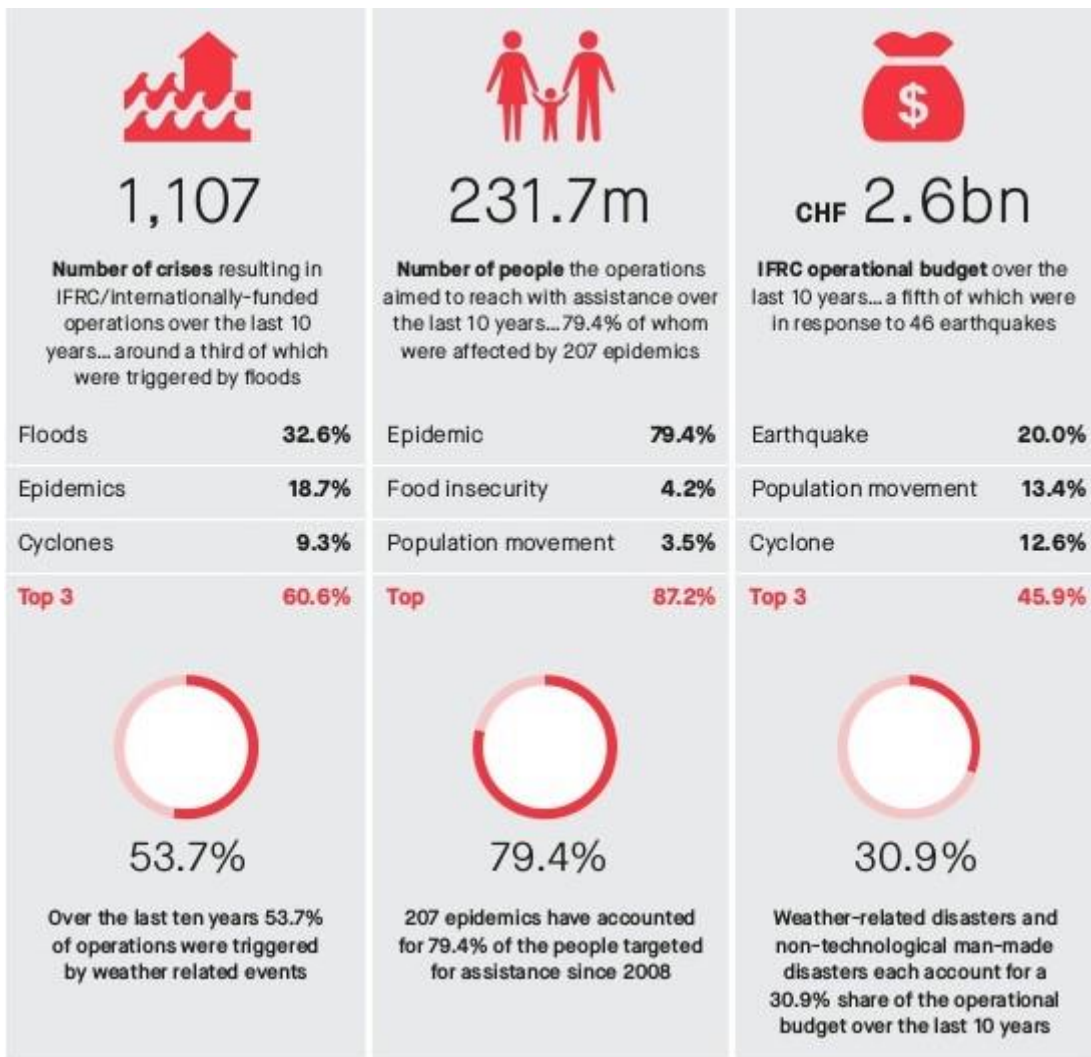 1,107
Number of crises resulting in
IFRC/internationally-funded
operations over the last 10
years... around a third of which
were triggered by floods
Floods 32.6%
Epidemics 18.7%
Cyclones 9.3%
Top 3 60.6%
53.7%
Over the last ten years 53.7%
of operations were triggered
by weather related events
231.7m
Number of people the operations
aimed to reach with assistance over
the last 10 years...79.4% of whom
were affected by 207 epidemics
Epidemic 79.4%
Food insecurity 4.2%
Population movement 3.5%
Top 87.2%
79.4%
207 epidemics have accounted
for 79.4% of the people targeted
for assistance since 2008
$
CHF 2.6bn
IFRC operational budget over the
last 10 years... a fifth of which were
in response to 46 earthquakes
Earthquake 20.0%
Population movement 13.4%
Cyclone 12.6%
Top 3 45.9%
30.9%
Weather-related disasters and
non-technological man-made
disasters each account for a
30.9% share of the operational
budget over the last 10 years